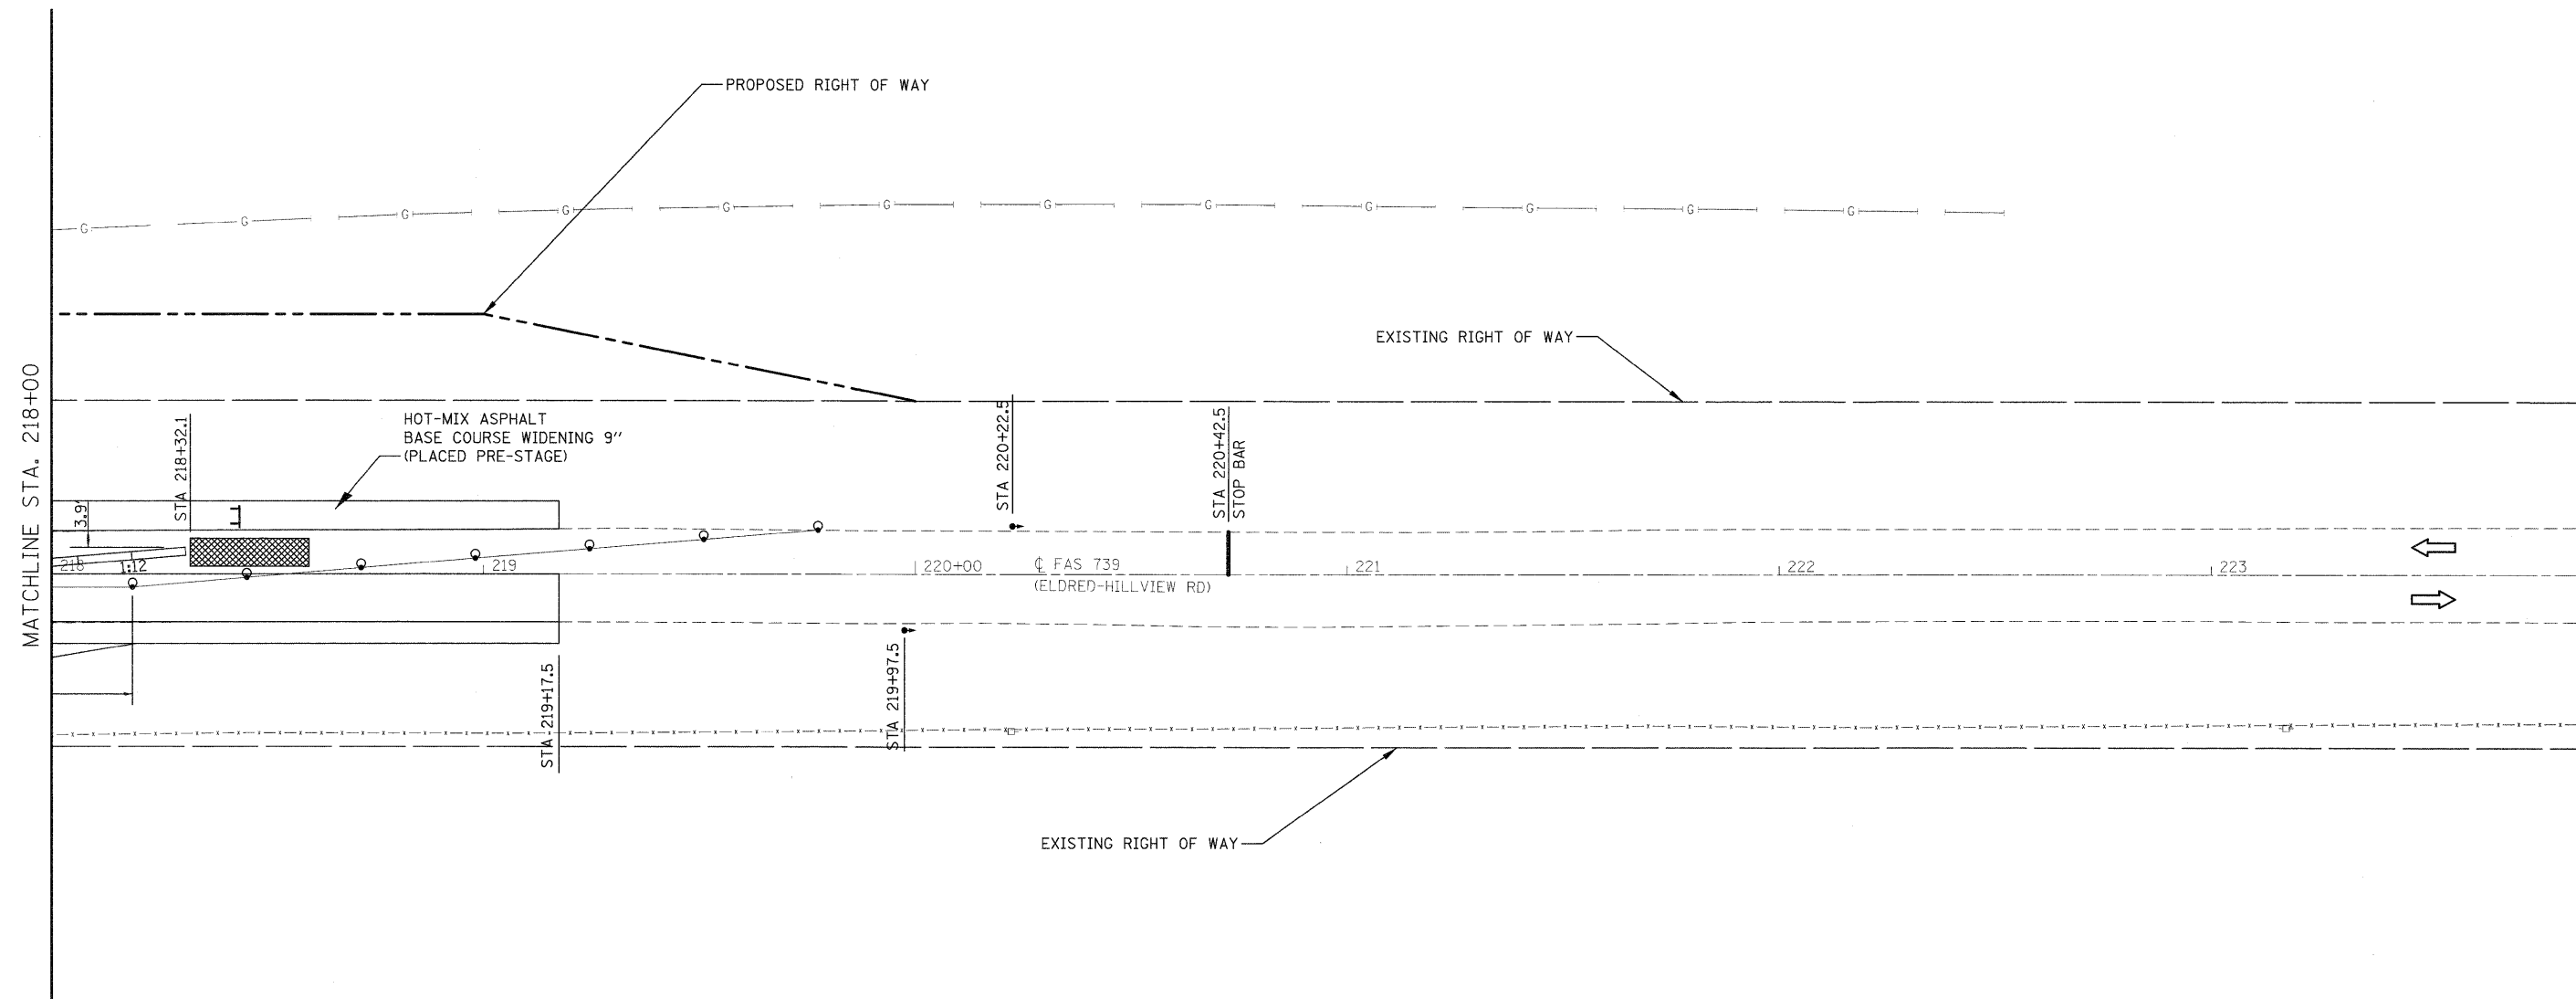 PROPOSED RIGHT OF WAY
G G G G G G G G G G G G
EXISTING RIGHT OF WAY
MATCHLINE STA. 218+00
STA 218+32.1
HOT-MIX ASPHALT
BASE COURSE WIDENING 9"
(PLACED PRE-STAGE)
STA 220+22.5
STA 220+42.5
STOP BAR
3.9'
218
1:12
219
220+00
℄ FAS 739
(ELDRED-HILLVIEW RD)
221
222
223
STA 219+17.5
STA 219+97.5
EXISTING RIGHT OF WAY